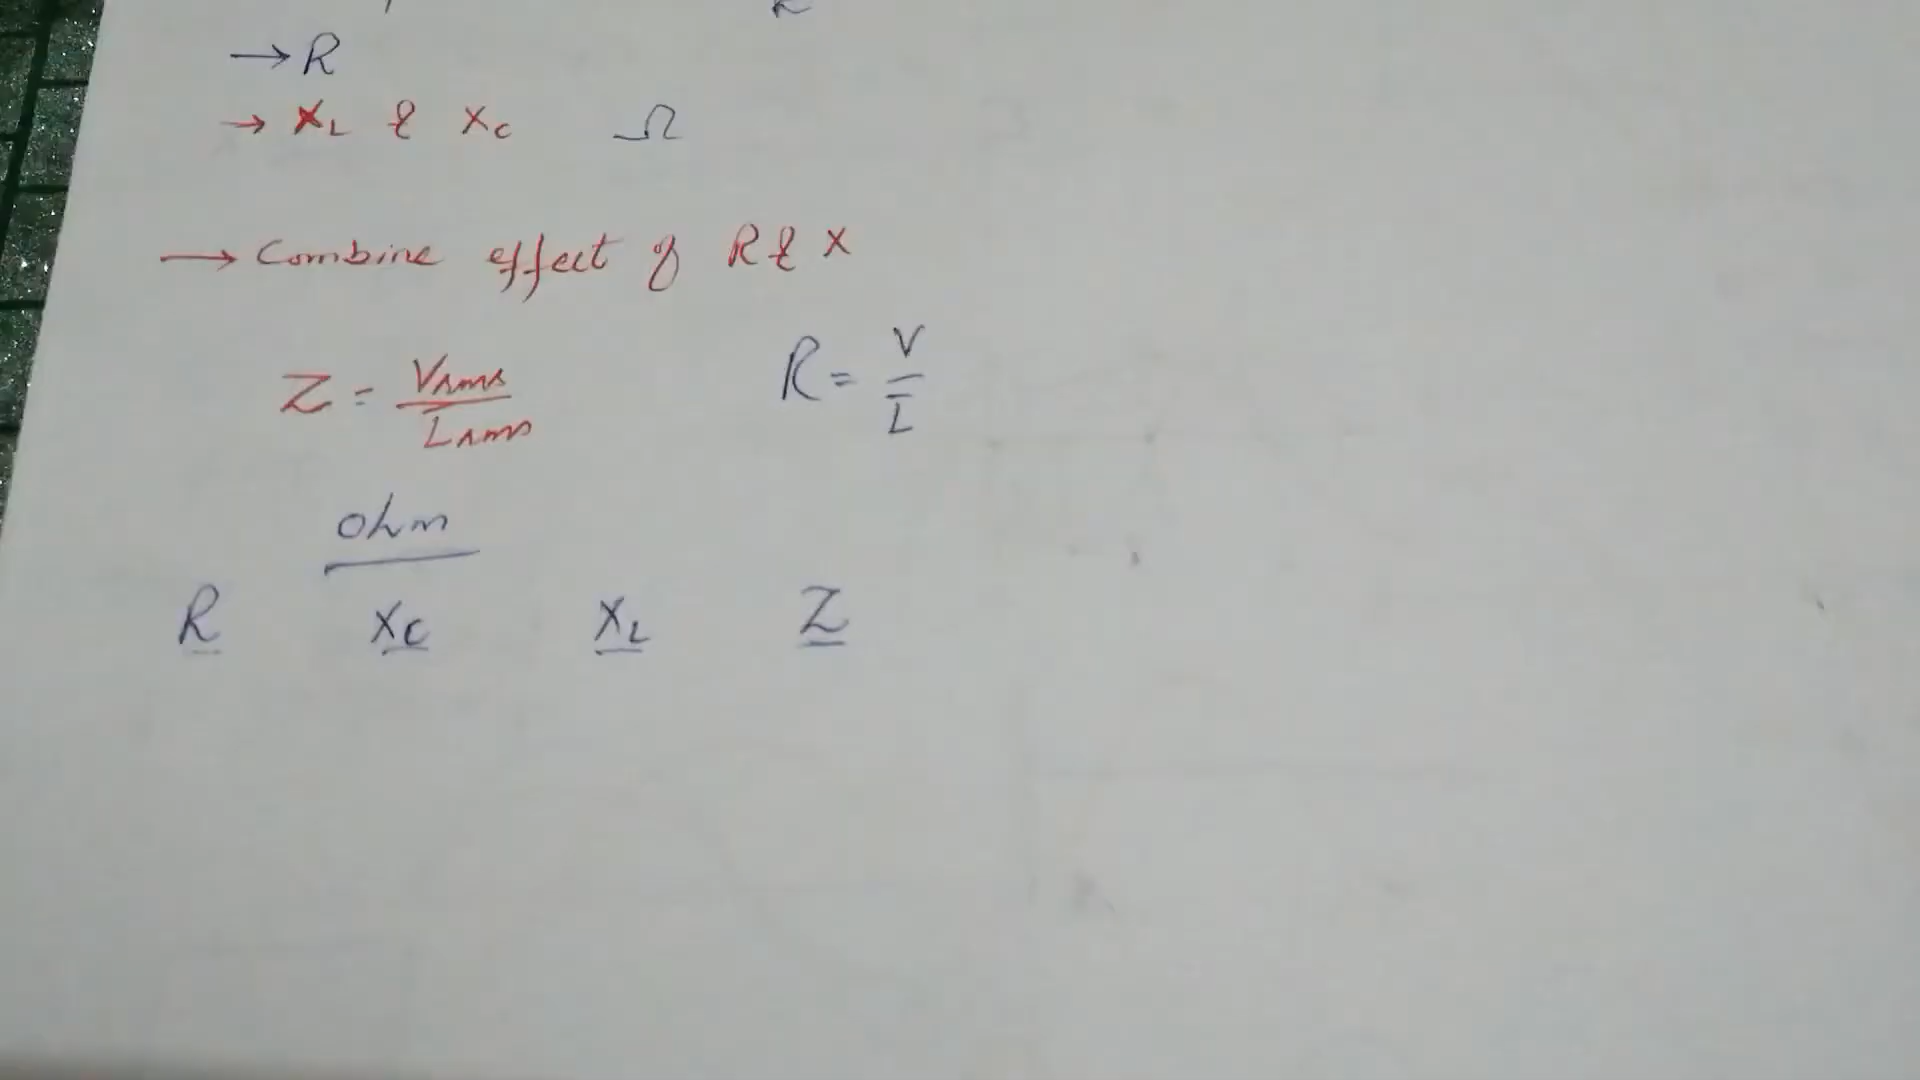 → R
→ XL & XC Ω
→ Combine effect of R & X
Z = Vrms / Irms R = V / I
ohm
R XC XL Z